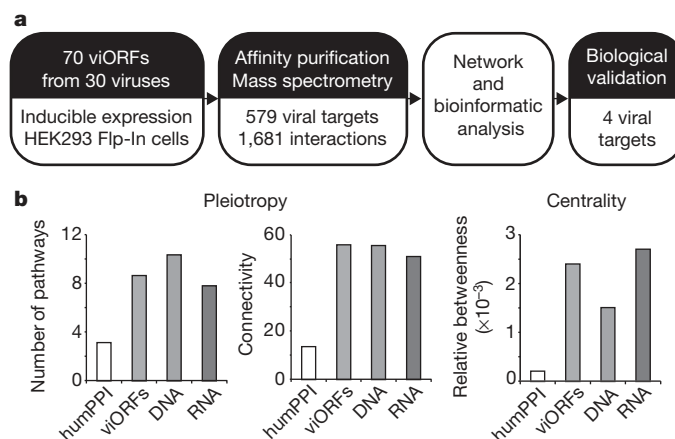 a
70 viORFs
from 30 viruses
Inducible expression
HEK293 Flp-In cells
Affinity purification
Mass spectrometry
579 viral targets
1,681 interactions
Network
and
bioinformatic
analysis
Biological
validation
4 viral
targets
b
Pleiotropy
Centrality
Number of pathways
12
8
4
0
humPPI
viORFs
DNA
RNA
Connectivity
60
40
20
0
humPPI
viORFs
DNA
RNA
Relative betweenness
(×10⁻³)
3
2
1
0
humPPI
viORFs
DNA
RNA